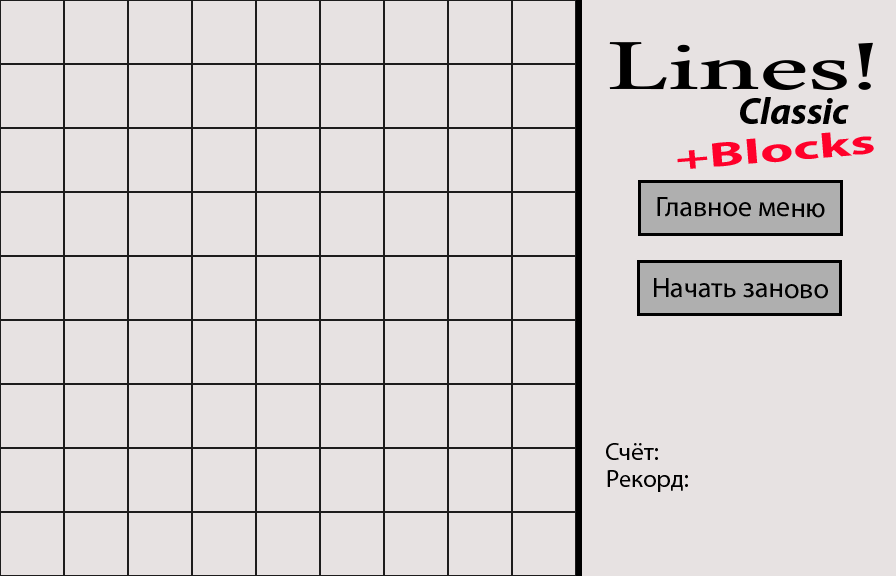 Lines!
Classic
+Blocks
Главное меню
Начать заново
Счёт:
Рекорд: